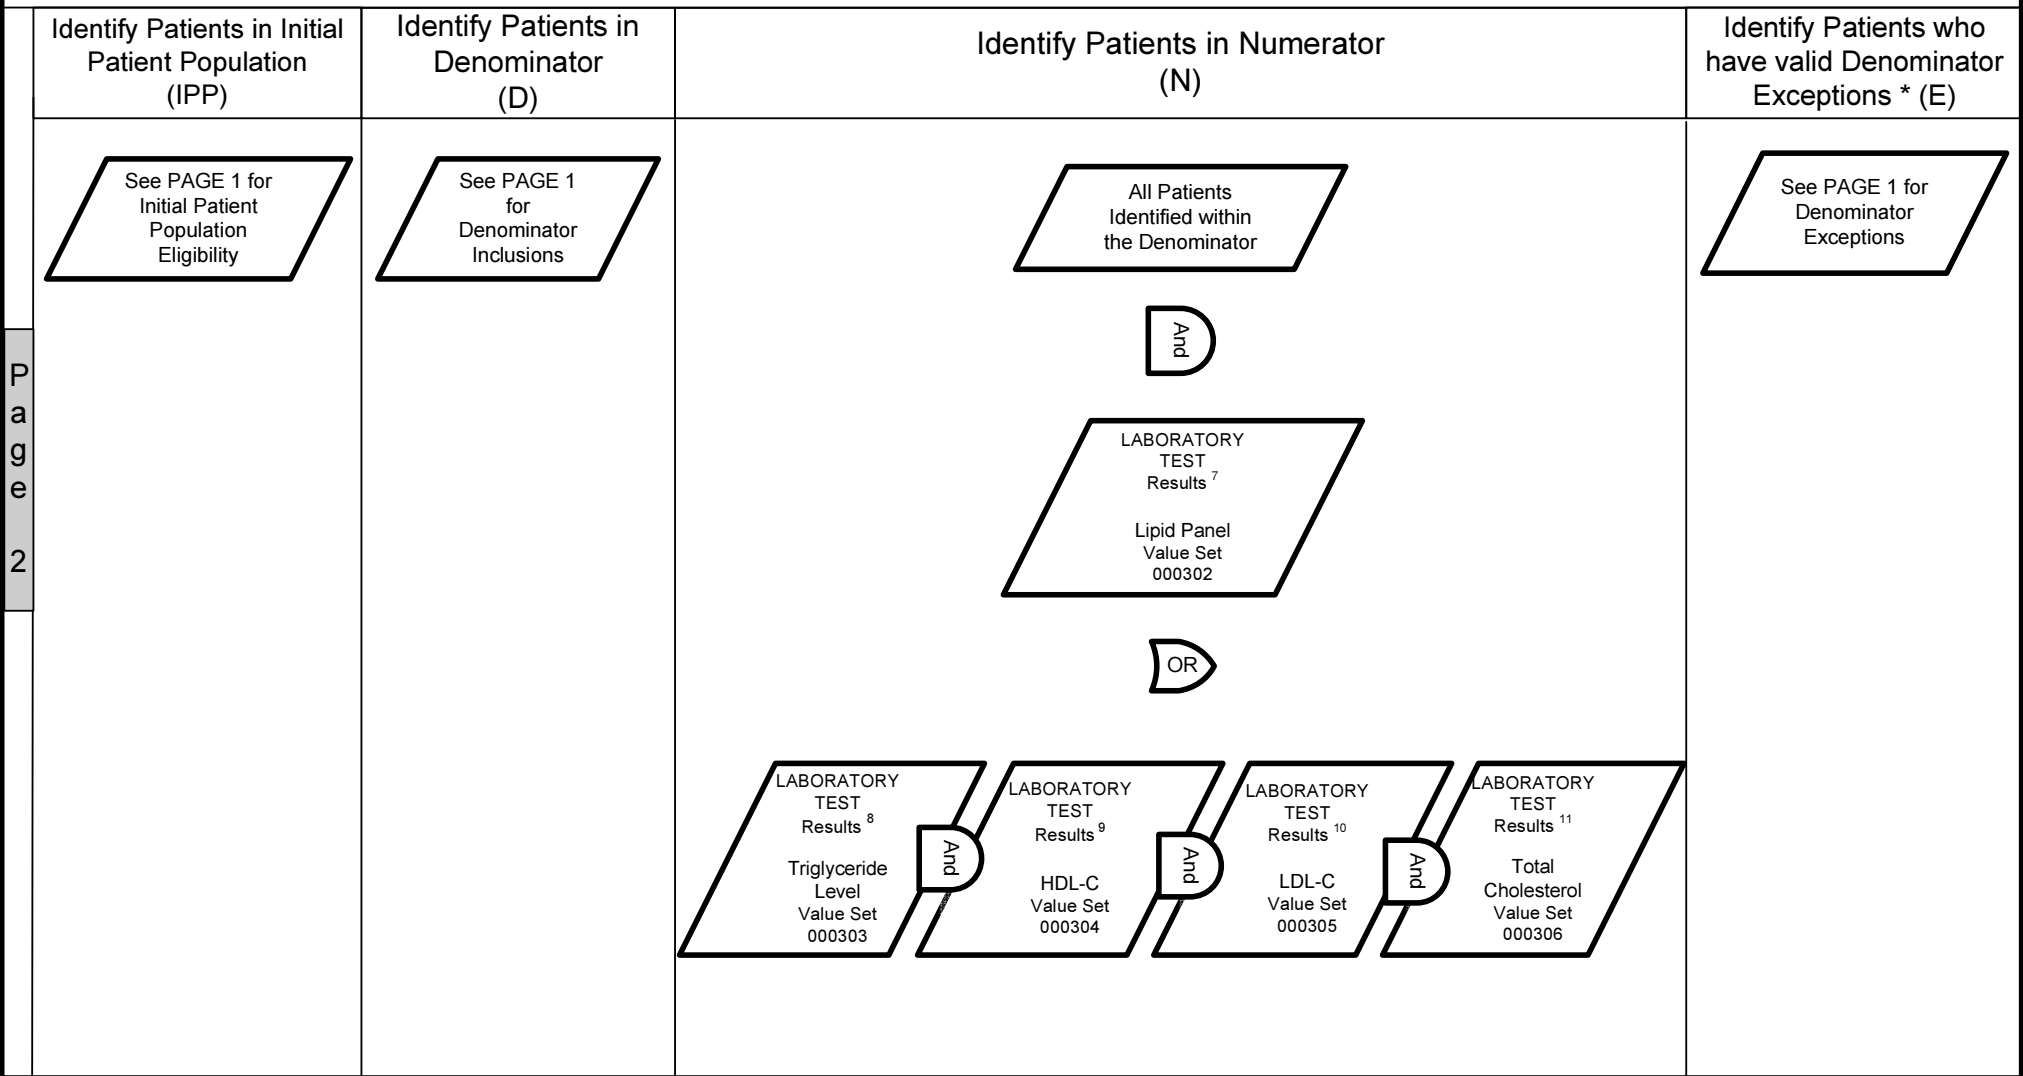 Identify Patients in Initial
Patient Population
(IPP)
Identify Patients in
Denominator
(D)
Identify Patients in Numerator
(N)
Identify Patients who
have valid Denominator
Exceptions * (E)
See PAGE 1 for
Initial Patient
Population
Eligibility
See PAGE 1
for
Denominator
Inclusions
All Patients
Identified within
the Denominator
See PAGE 1 for
Denominator
Exceptions
And
Page 2
LABORATORY
TEST
Results 7
Lipid Panel
Value Set
000302
OR
LABORATORY
TEST
Results 8
Triglyceride
Level
Value Set
000303
And
LABORATORY
TEST
Results 9
HDL-C
Value Set
000304
And
LABORATORY
TEST
Results 10
LDL-C
Value Set
000305
And
LABORATORY
TEST
Results 11
Total
Cholesterol
Value Set
000306